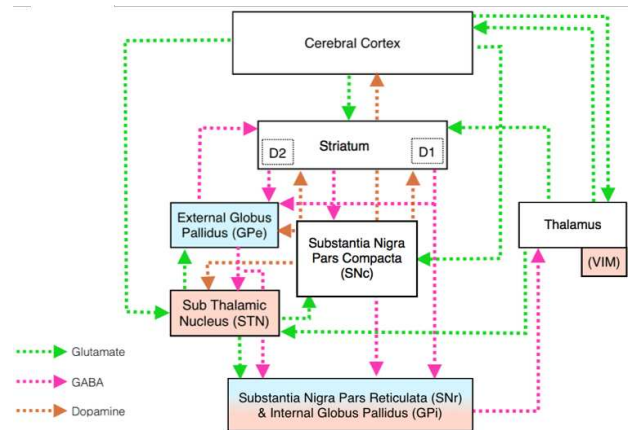 Cerebral Cortex
Striatum
D2
D1
External Globus
Pallidus (GPe)
Substantia Nigra
Pars Compacta
(SNc)
Thalamus
(VIM)
Sub Thalamic
Nucleus (STN)
Glutamate
GABA
Dopamine
Substantia Nigra Pars Reticulata (SNr)
& Internal Globus Pallidus (GPi)